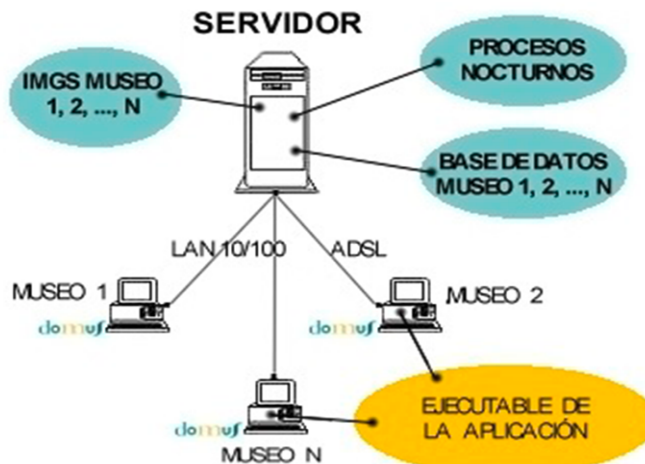 SERVIDOR
IMGS MUSEO
1, 2, ..., N
PROCESOS
NOCTURNOS
BASE DE DATOS
MUSEO 1, 2, ..., N
LAN 10/100
ADSL
MUSEO 1
domus
MUSEO 2
domus
EJECUTABLE DE
LA APLICACIÓN
domus
MUSEO N